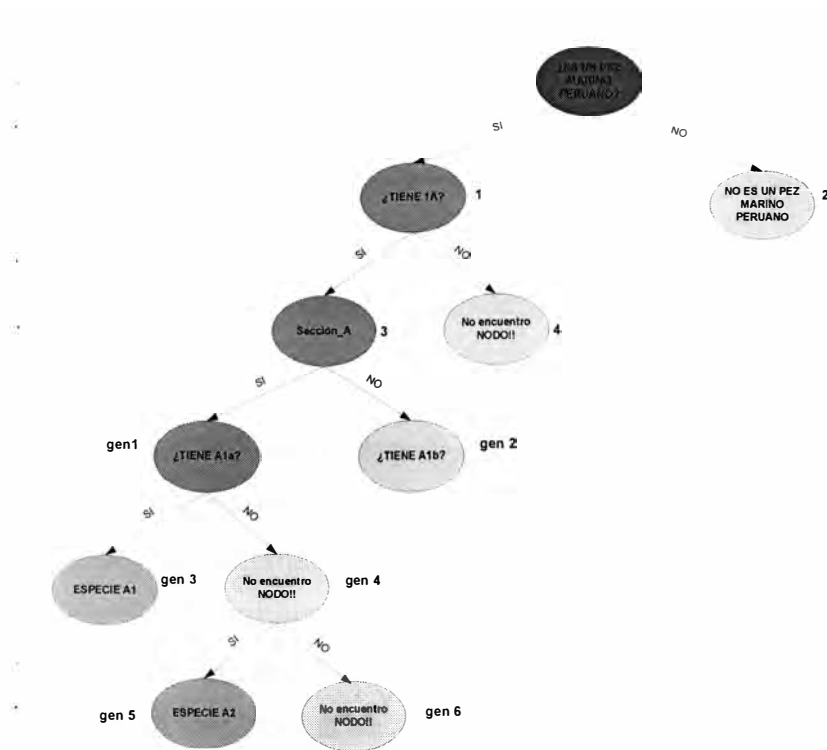 ¿ES UN PEZ
MARINO
PERUANO?
SI
NO
¿TIENE 1A?
1
NO ES UN PEZ
MARINO
PERUANO
2
SI
NO
Sección_A
3
No encuentro
NODO!!
4
SI
NO
gen1
¿TIENE A1a?
¿TIENE A1b?
gen 2
SI
NO
ESPECIE A1
gen 3
No encuentro
NODO!!
gen 4
SI
NO
gen 5
ESPECIE A2
No encuentro
NODO!!
gen 6